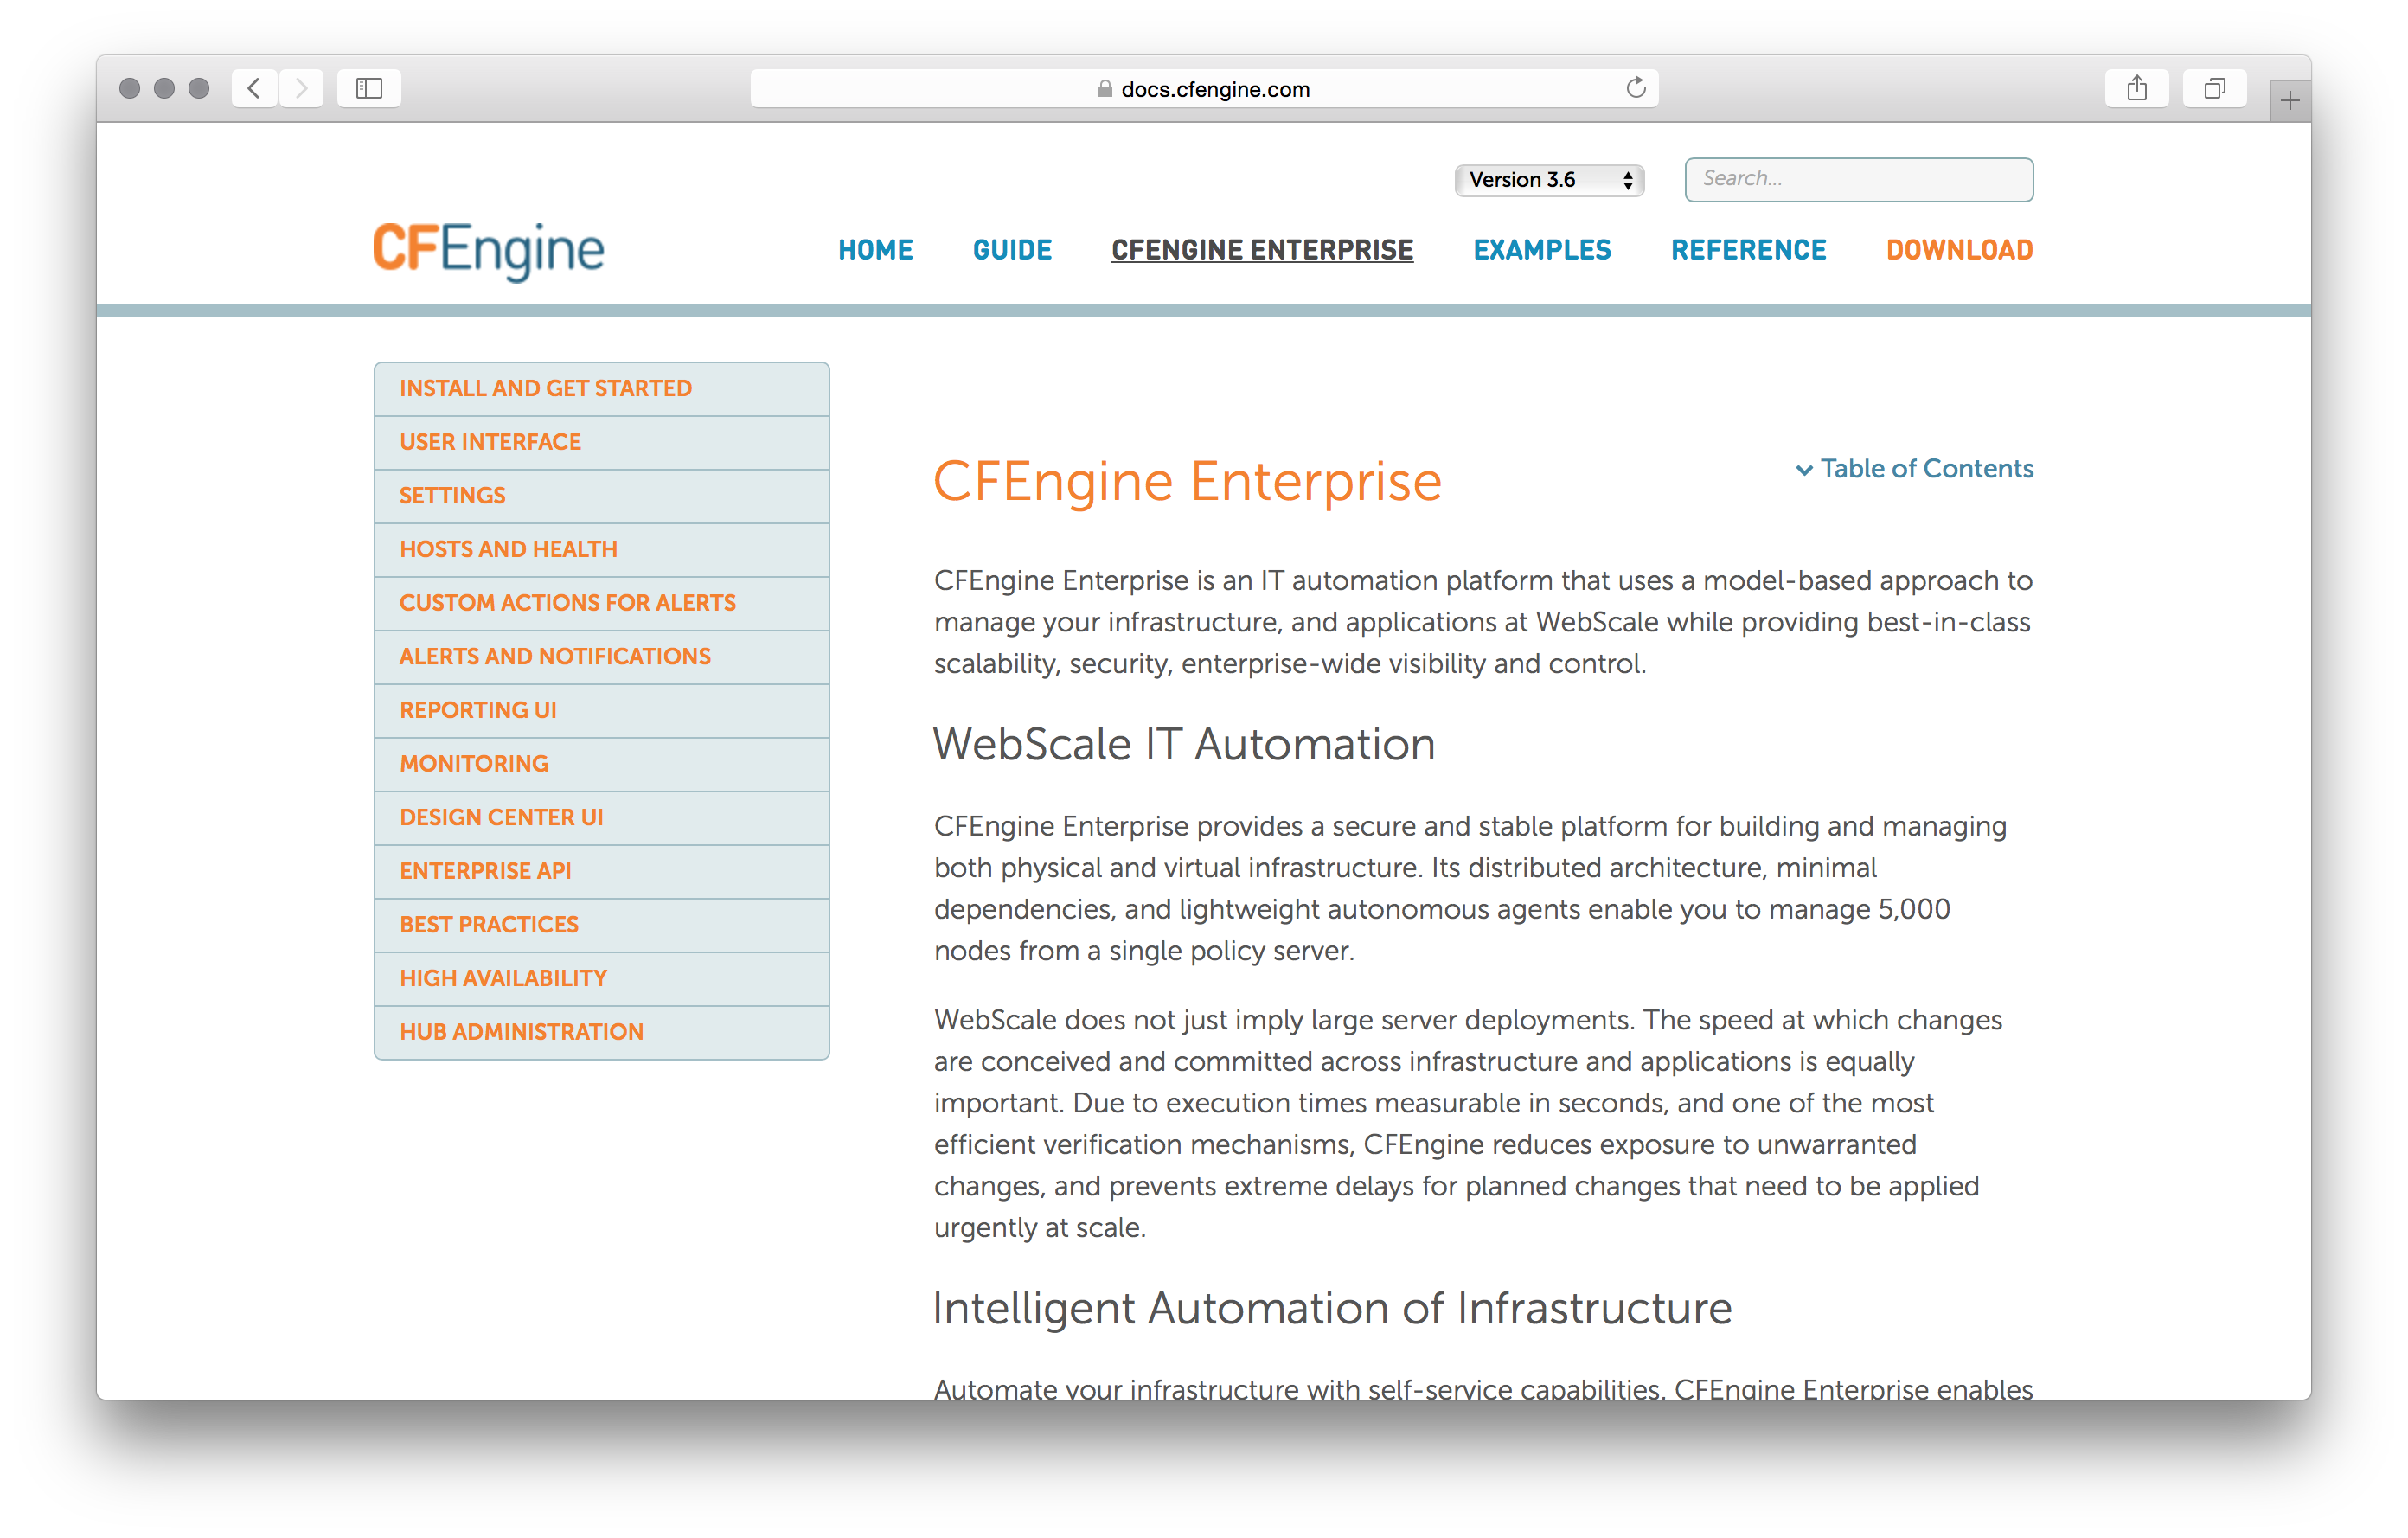 docs.cfengine.com
Version 3.6
Search...
CFEngine
HOME
GUIDE
CFENGINE ENTERPRISE
EXAMPLES
REFERENCE
DOWNLOAD
INSTALL AND GET STARTED
USER INTERFACE
SETTINGS
HOSTS AND HEALTH
CUSTOM ACTIONS FOR ALERTS
ALERTS AND NOTIFICATIONS
REPORTING UI
MONITORING
DESIGN CENTER UI
ENTERPRISE API
BEST PRACTICES
HIGH AVAILABILITY
HUB ADMINISTRATION
CFEngine Enterprise
Table of Contents
CFEngine Enterprise is an IT automation platform that uses a model-based approach to
manage your infrastructure, and applications at WebScale while providing best-in-class
scalability, security, enterprise-wide visibility and control.
WebScale IT Automation
CFEngine Enterprise provides a secure and stable platform for building and managing
both physical and virtual infrastructure. Its distributed architecture, minimal
dependencies, and lightweight autonomous agents enable you to manage 5,000
nodes from a single policy server.
WebScale does not just imply large server deployments. The speed at which changes
are conceived and committed across infrastructure and applications is equally
important. Due to execution times measurable in seconds, and one of the most
efficient verification mechanisms, CFEngine reduces exposure to unwarranted
changes, and prevents extreme delays for planned changes that need to be applied
urgently at scale.
Intelligent Automation of Infrastructure
Automate your infrastructure with self-service capabilities. CFEngine Enterprise enables